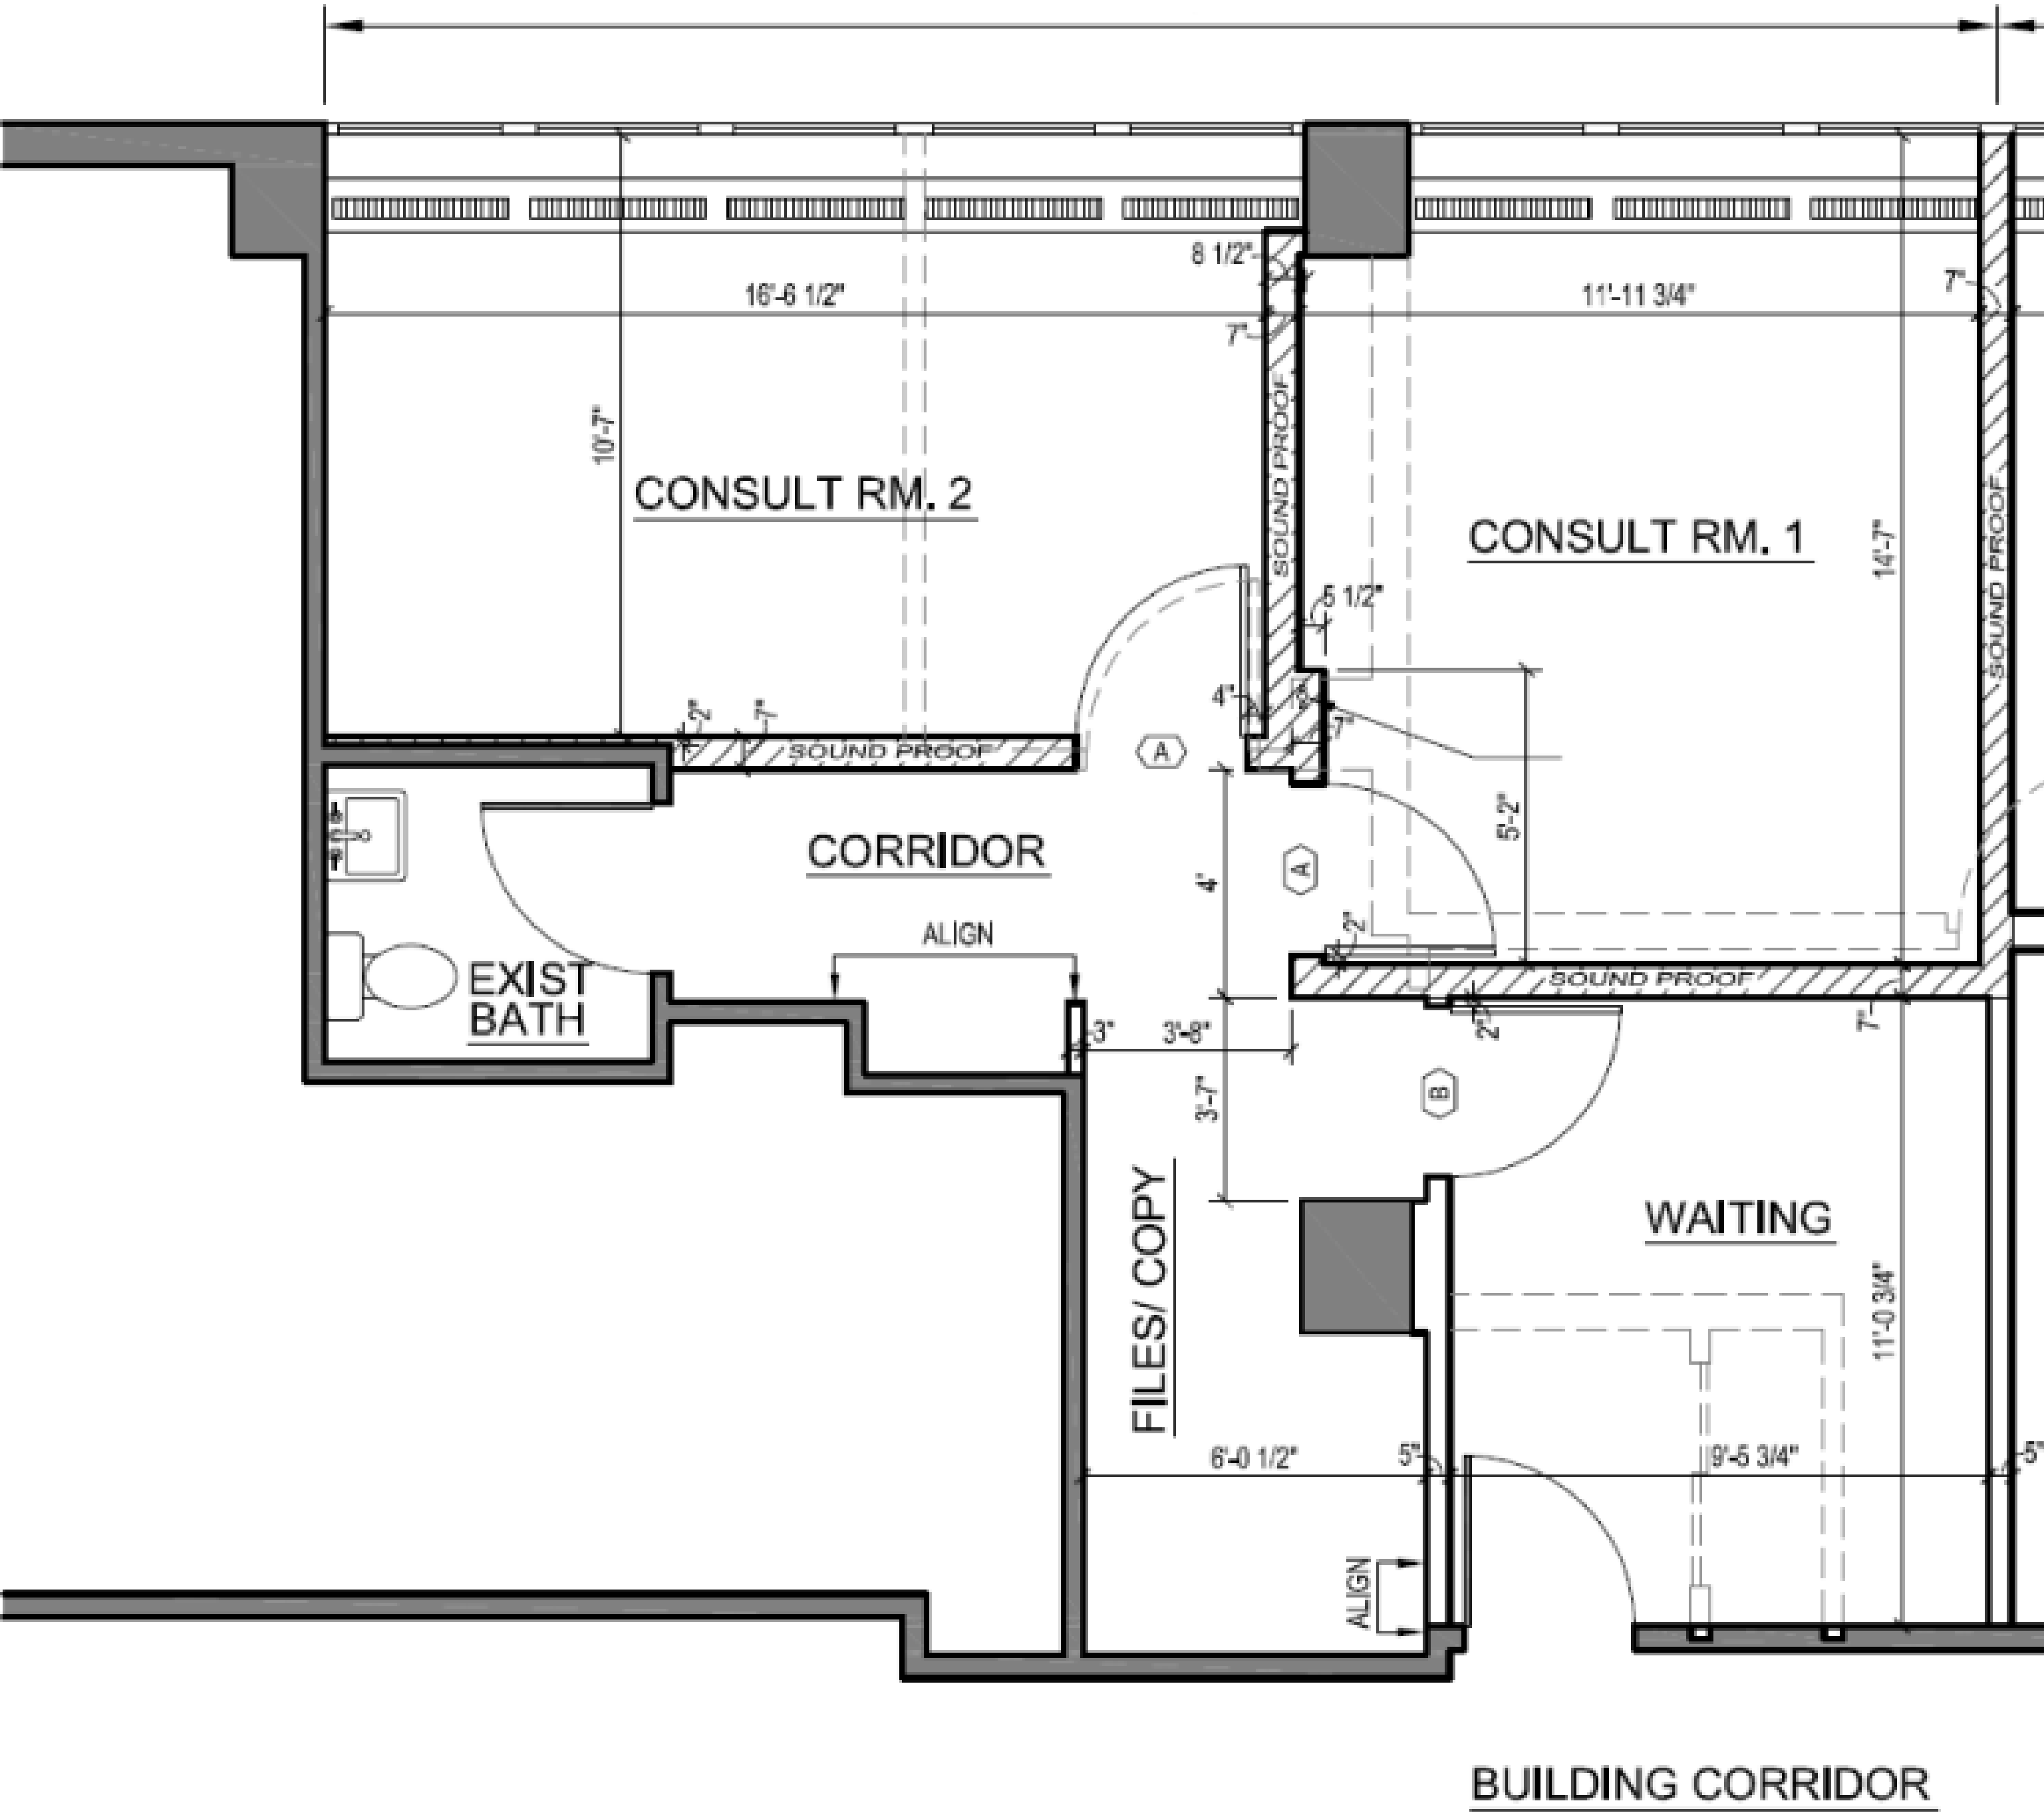 8 1/2"
16'-6 1/2"
11'-11 3/4"
7"
7"
10'-7"
SOUND PROOF
CONSULT RM. 2
CONSULT RM. 1
14'-7"
SOUND PROOF
5 1/2"
4"
2"
7"
7"
SOUND PROOF
A
5'-2"
CORRIDOR
4'
A
ALIGN
2"
EXIST
BATH
SOUND PROOF
3"
3'-8"
2"
7"
3'-7"
B
FILES/ COPY
WAITING
11'-0 3/4"
6'-0 1/2"
5"
9'-5 3/4"
5"
ALIGN
BUILDING CORRIDOR